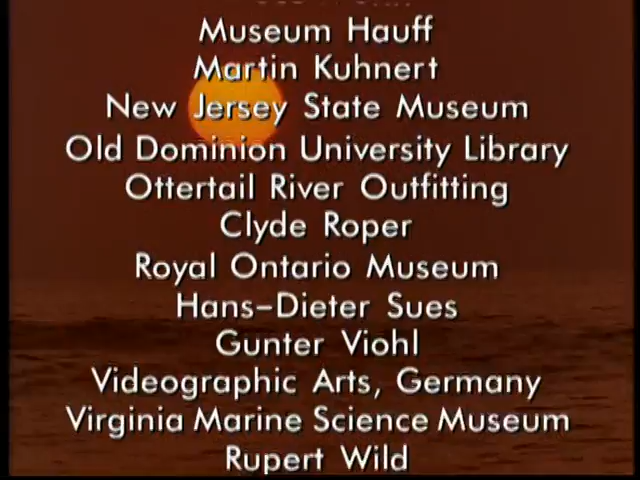 Museum Hauff
Martin Kuhnert
New Jersey State Museum
Old Dominion University Library
Ottertail River Outfitting
Clyde Roper
Royal Ontario Museum
Hans-Dieter Sues
Gunter Viohl
Videographic Arts, Germany
Virginia Marine Science Museum
Rupert Wild